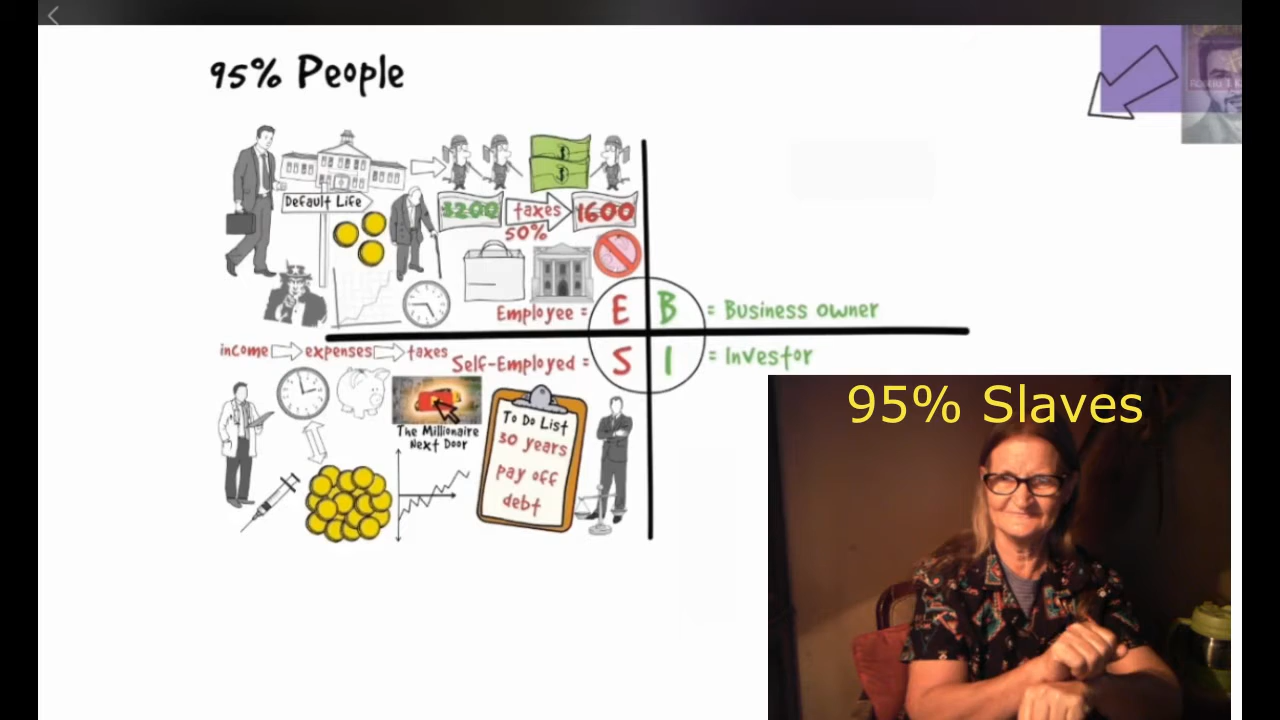 95% People
Default Life
3200
taxes
1600
50%
Employee =
E
B
= Business owner
income
expenses
taxes
Self-Employed =
S
I
= Investor
95% Slaves
The Millionaire
Next Door
To Do List
30 years
pay off
debt